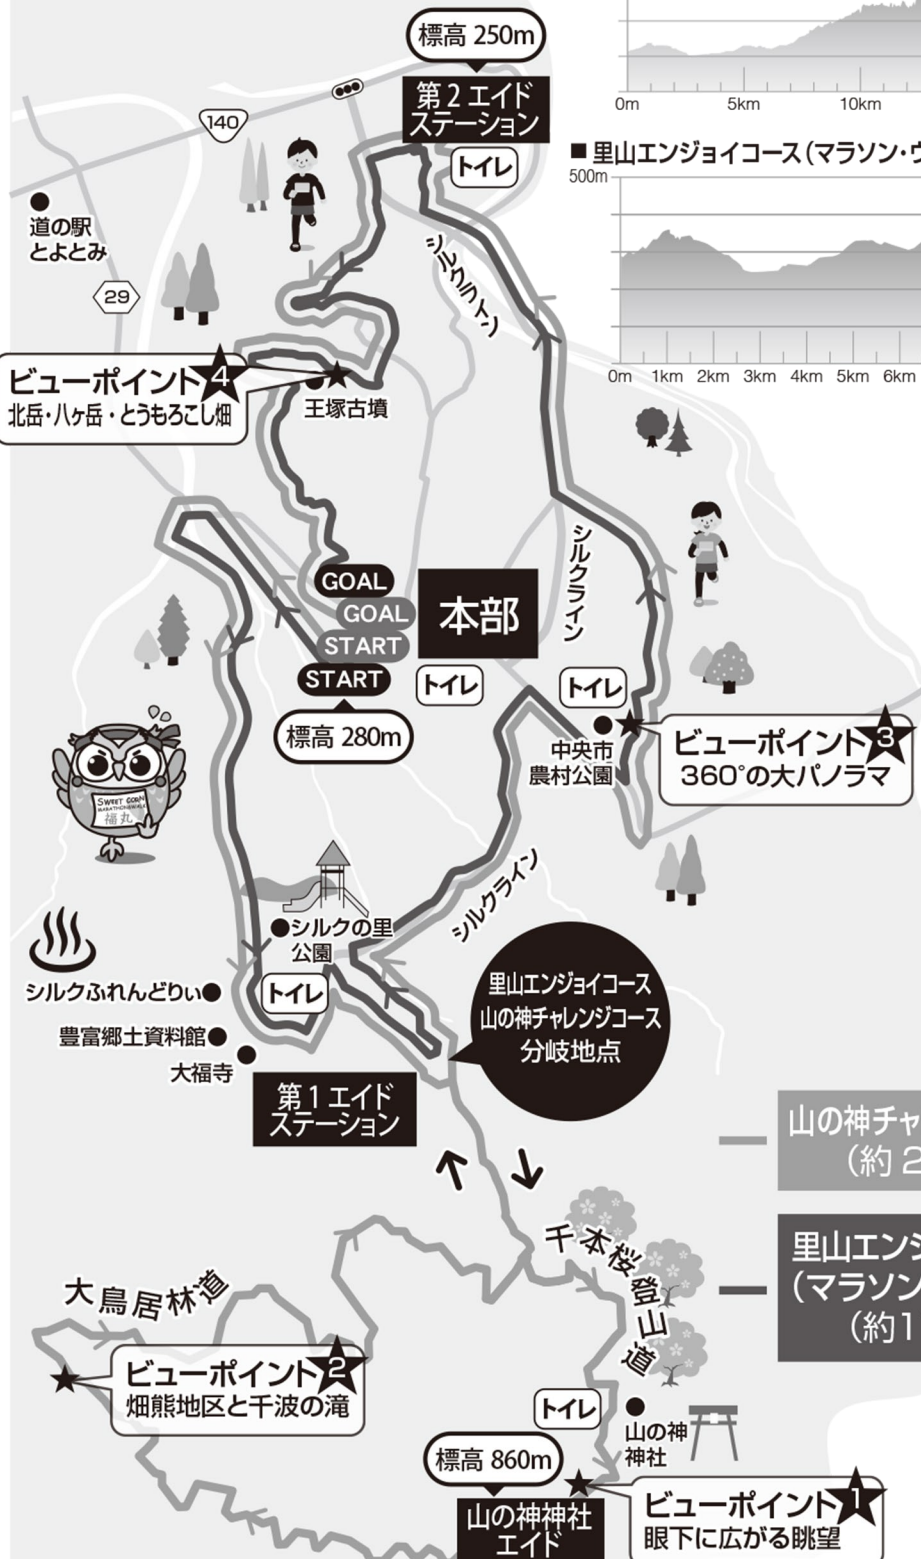 標高 250m
第2エイド
ステーション
トイレ
140
道の駅
とよとみ
29
0m 5km 10km
■ 里山エンジョイコース(マラソン・ウ
500m
0m 1km 2km 3km 4km 5km 6km
シルクライン
ビューポイント 4
北岳・八ヶ岳・とうもろこし畑
王塚古墳
シルクライン
GOAL
GOAL
START
START
本部
トイレ
標高 280m
トイレ
中央市
農村公園
ビューポイント 3
360°の大パノラマ
SWEET CORN
福丸
シルクライン
シルクの里
公園
トイレ
シルクふれんどりぃ
豊富郷土資料館
大福寺
里山エンジョイコース
山の神チャレンジコース
分岐地点
第1エイド
ステーション
山の神チャ
(約2
里山エンジ
(マラソン
(約1
千本桜登山道
大鳥居林道
ビューポイント 2
畑熊地区と千波の滝
トイレ
山の神
神社
標高 860m
山の神神社
エイド
ビューポイント 1
眼下に広がる眺望